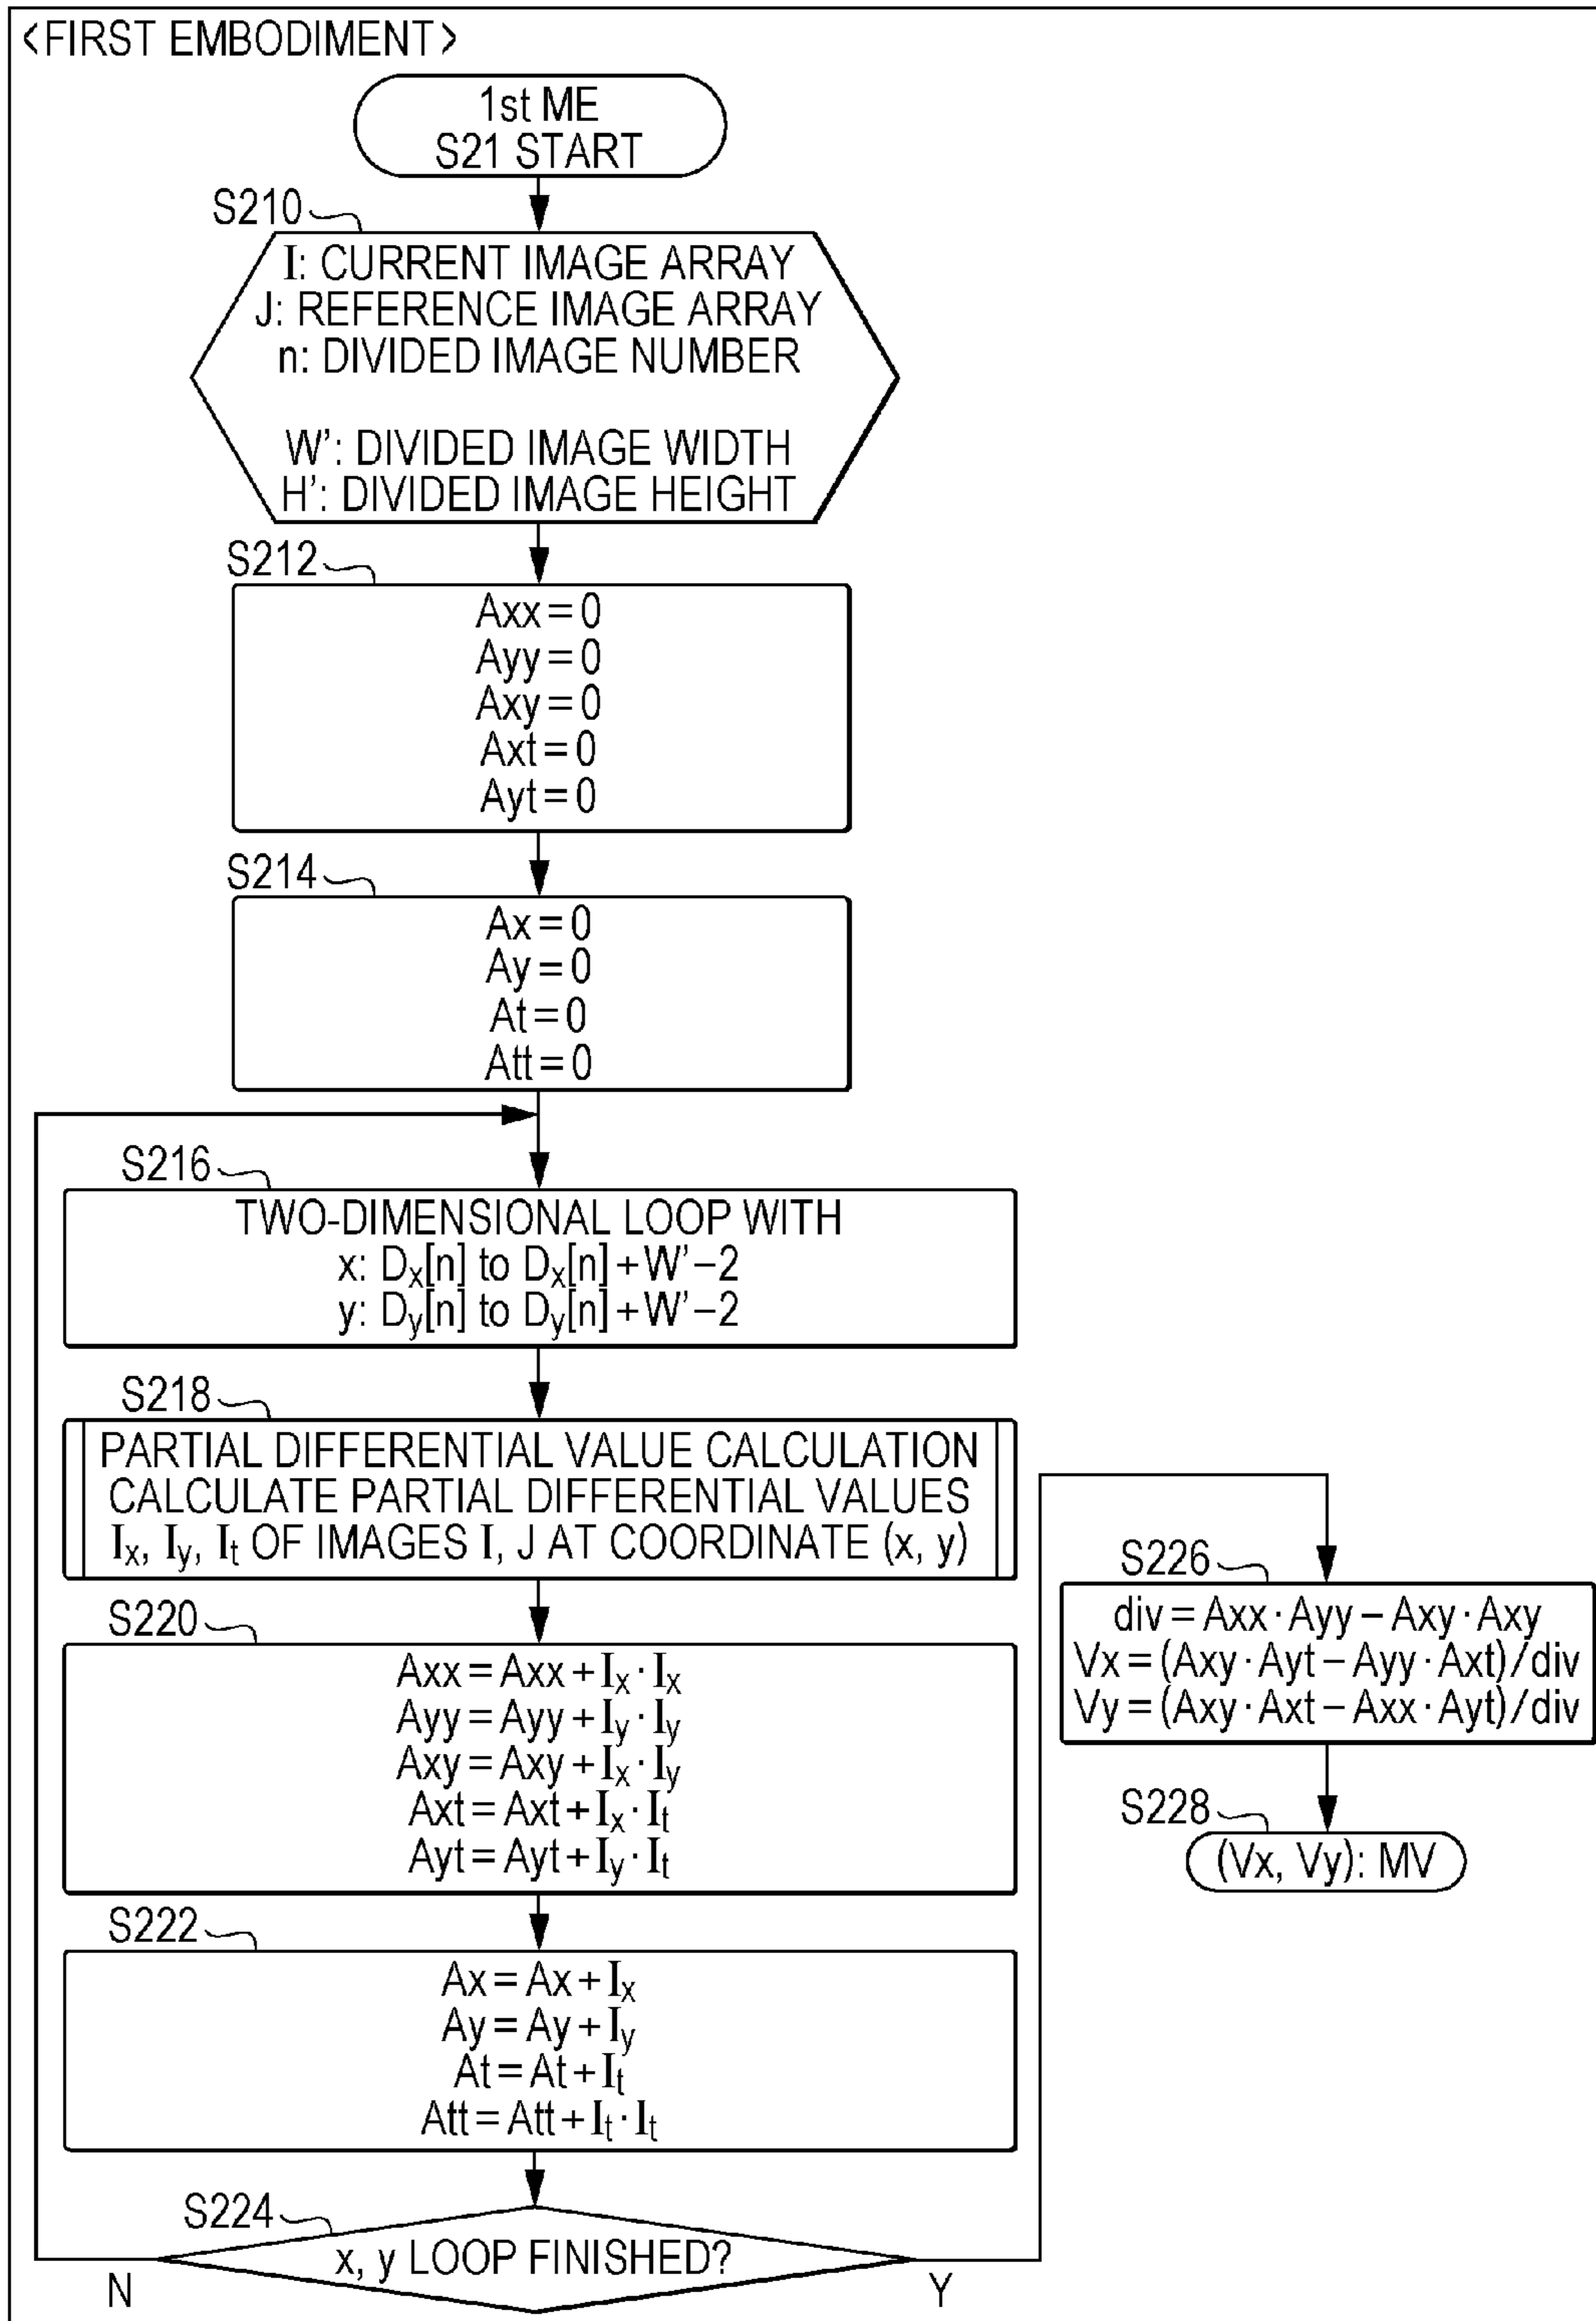 <FIRST EMBODIMENT>
1st ME
S21 START
S210
I: CURRENT IMAGE ARRAY
J: REFERENCE IMAGE ARRAY
n: DIVIDED IMAGE NUMBER
W': DIVIDED IMAGE WIDTH
H': DIVIDED IMAGE HEIGHT
S212
Axx=0
Ayy=0
Axy=0
Axt=0
Ayt=0
S214
Ax=0
Ay=0
At=0
Att=0
S216
TWO-DIMENSIONAL LOOP WITH
x: Dx[n] to Dx[n]+W'-2
y: Dy[n] to Dy[n]+W'-2
S218
PARTIAL DIFFERENTIAL VALUE CALCULATION
CALCULATE PARTIAL DIFFERENTIAL VALUES
Ix, Iy, It OF IMAGES I, J AT COORDINATE (x, y)
S220
Axx=Axx+Ix·Ix
Ayy=Ayy+Iy·Iy
Axy=Axy+Ix·Iy
Axt=Axt+Ix·It
Ayt=Ayt+Iy·It
S222
Ax=Ax+Ix
Ay=Ay+Iy
At=At+It
Att=Att+It·It
S224
x, y LOOP FINISHED?
N
Y
S226
div=Axx·Ayy-Axy·Axy
Vx=(Axy·Ayt-Ayy·Axt)/div
Vy=(Axy·Axt-Axx·Ayt)/div
S228
(Vx, Vy): MV